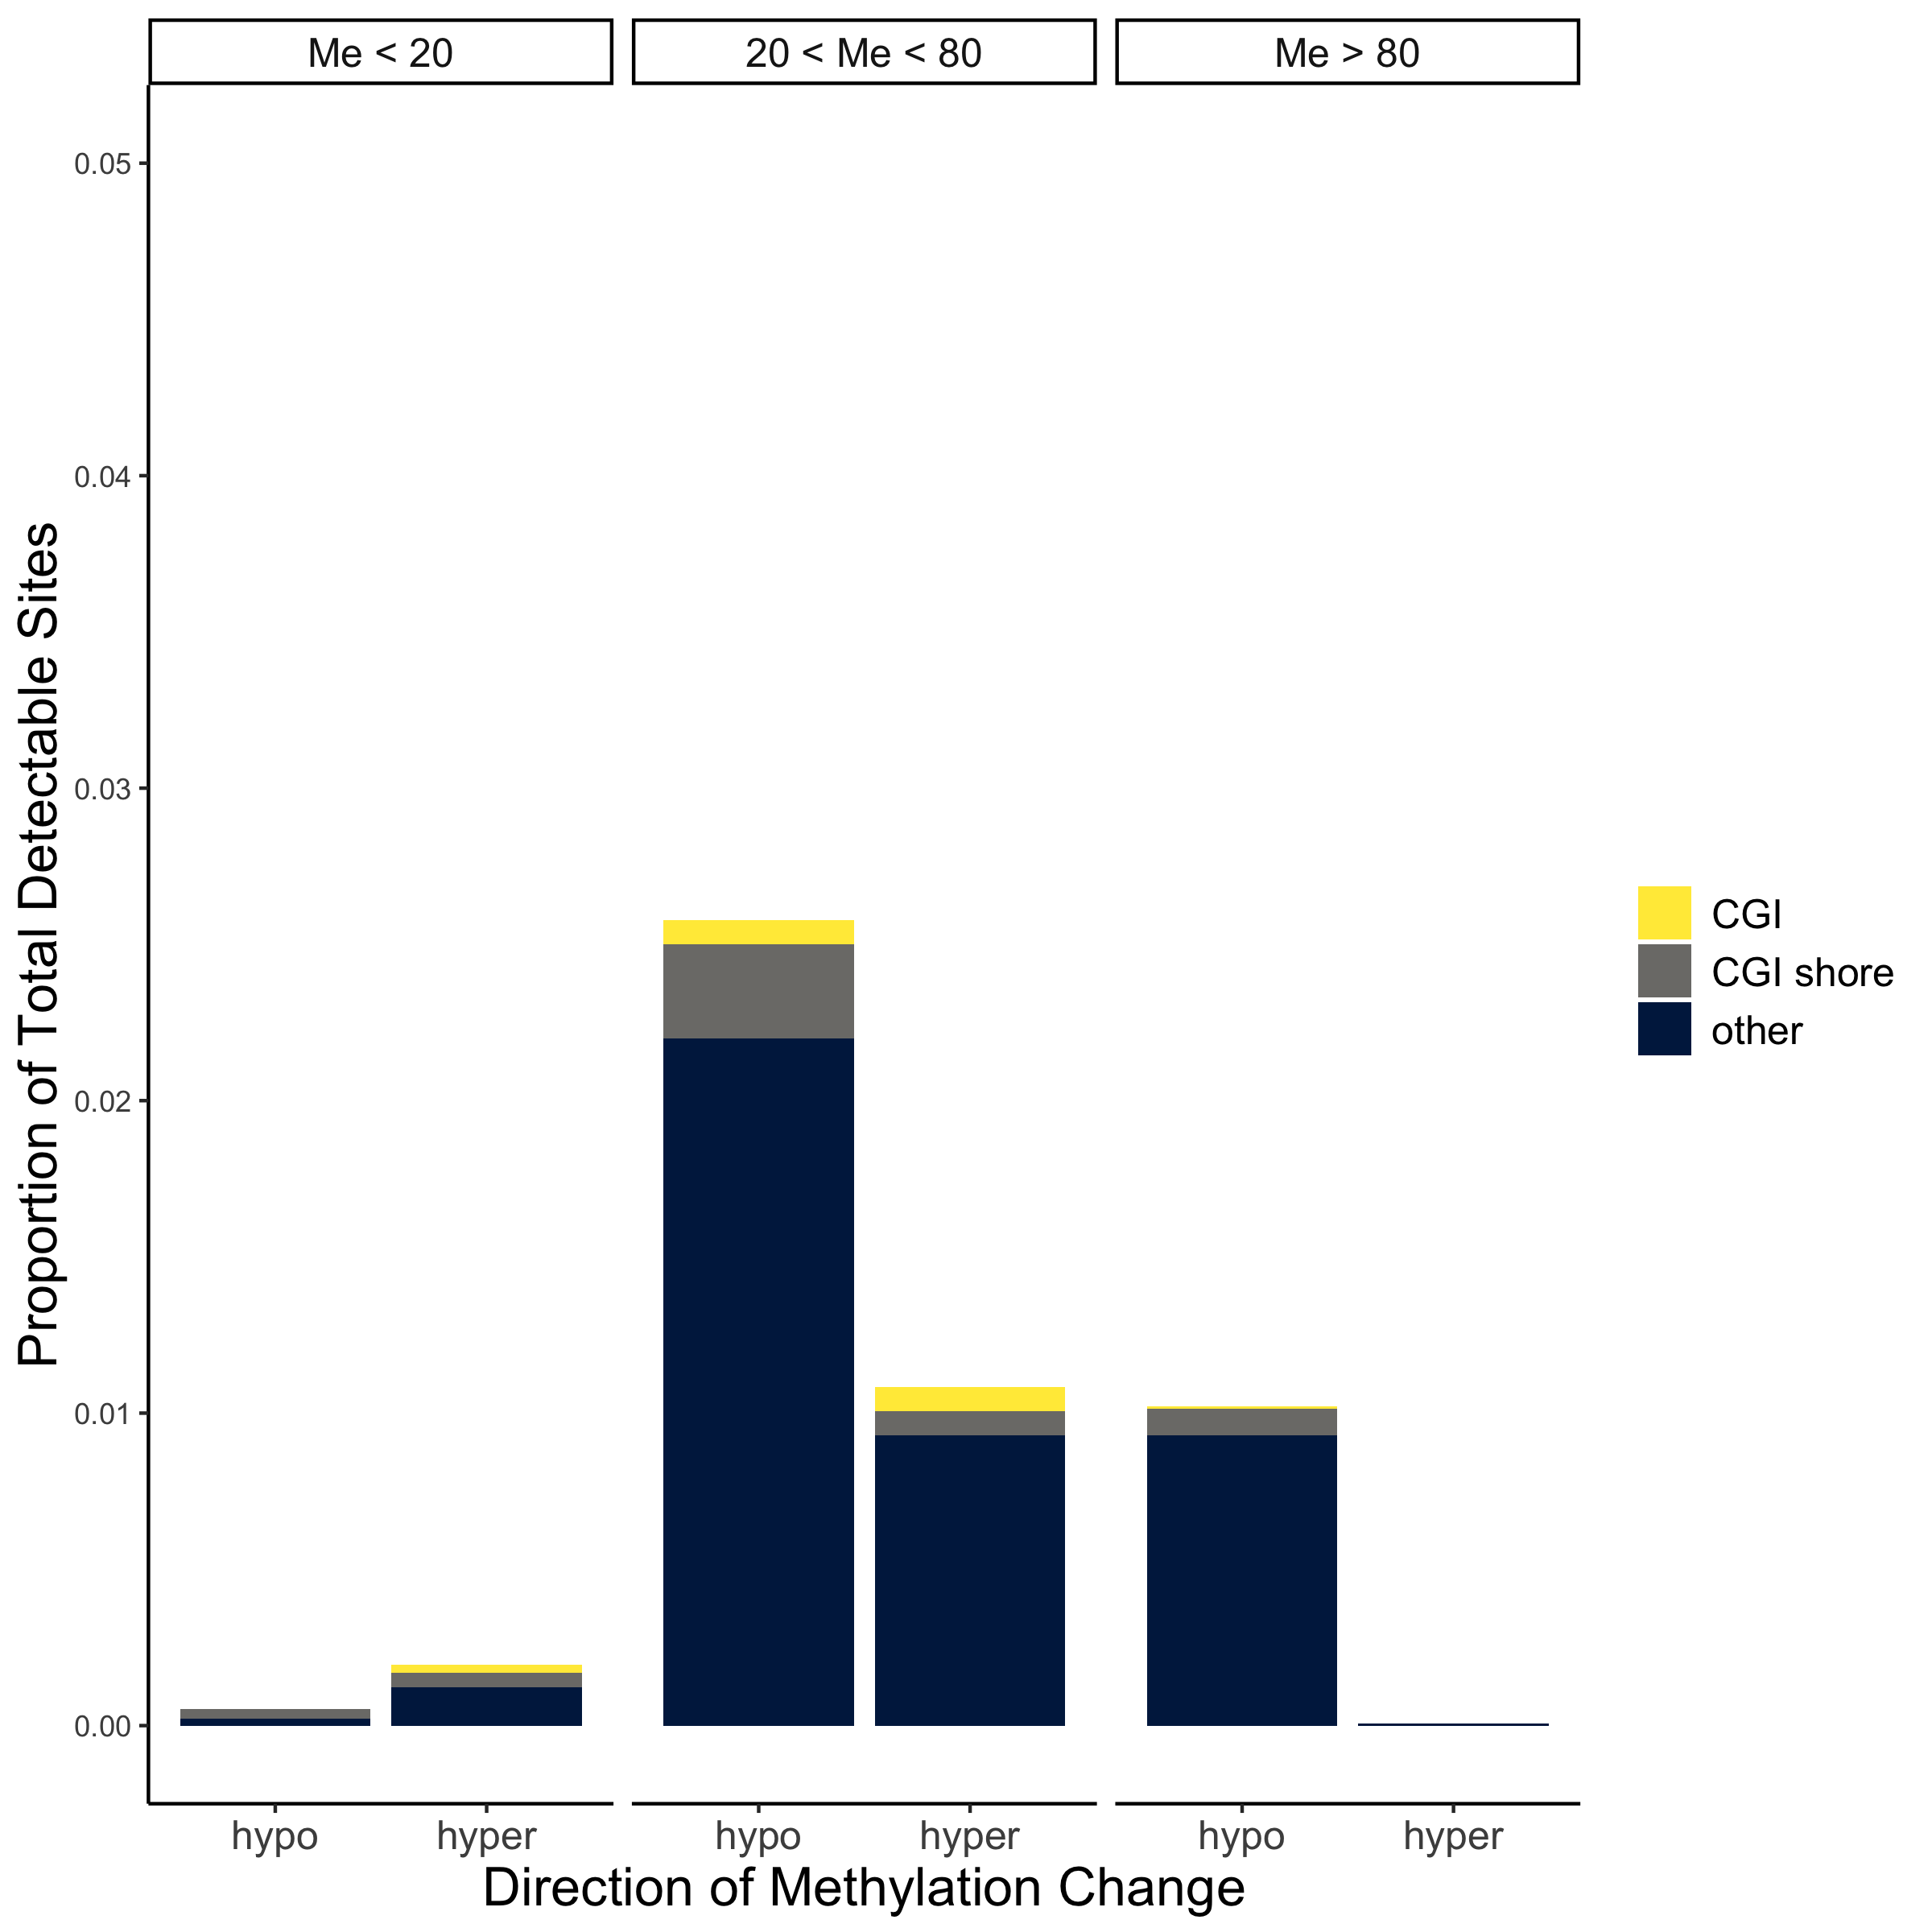 Me < 20
20 < Me < 80
Me > 80
Proportion of Total Detectable Sites
0.05
0.04
0.03
0.02
0.01
0.00
hypo
hyper
hypo
hyper
hypo
hyper
Direction of Methylation Change
CGI
CGI shore
other